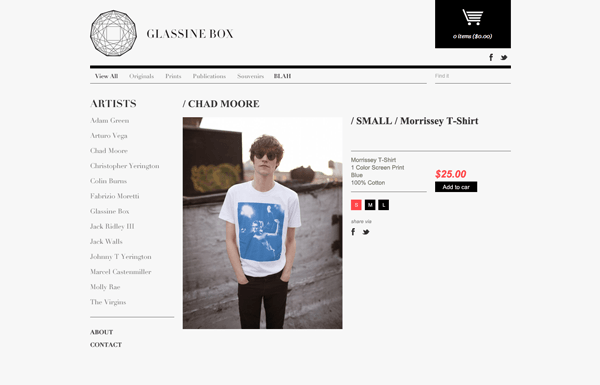 GLASSINE BOX
0 items ($0.00)
View All Originals Prints Publications Souvenirs BLAH
Find it
ARTISTS
Adam Green
Arturo Vega
Chad Moore
Christopher Yerington
Colin Burns
Fabrizio Moretti
Glassine Box
Jack Ridley III
Jack Walls
Johnny T Yerington
Marcel Castenmiller
Molly Rae
The Virgins
ABOUT
CONTACT
/ CHAD MOORE
/ SMALL / Morrissey T-Shirt
Morrissey T-Shirt
1 Color Screen Print
Blue
100% Cotton
$25.00
Add to cart
S M L
share via